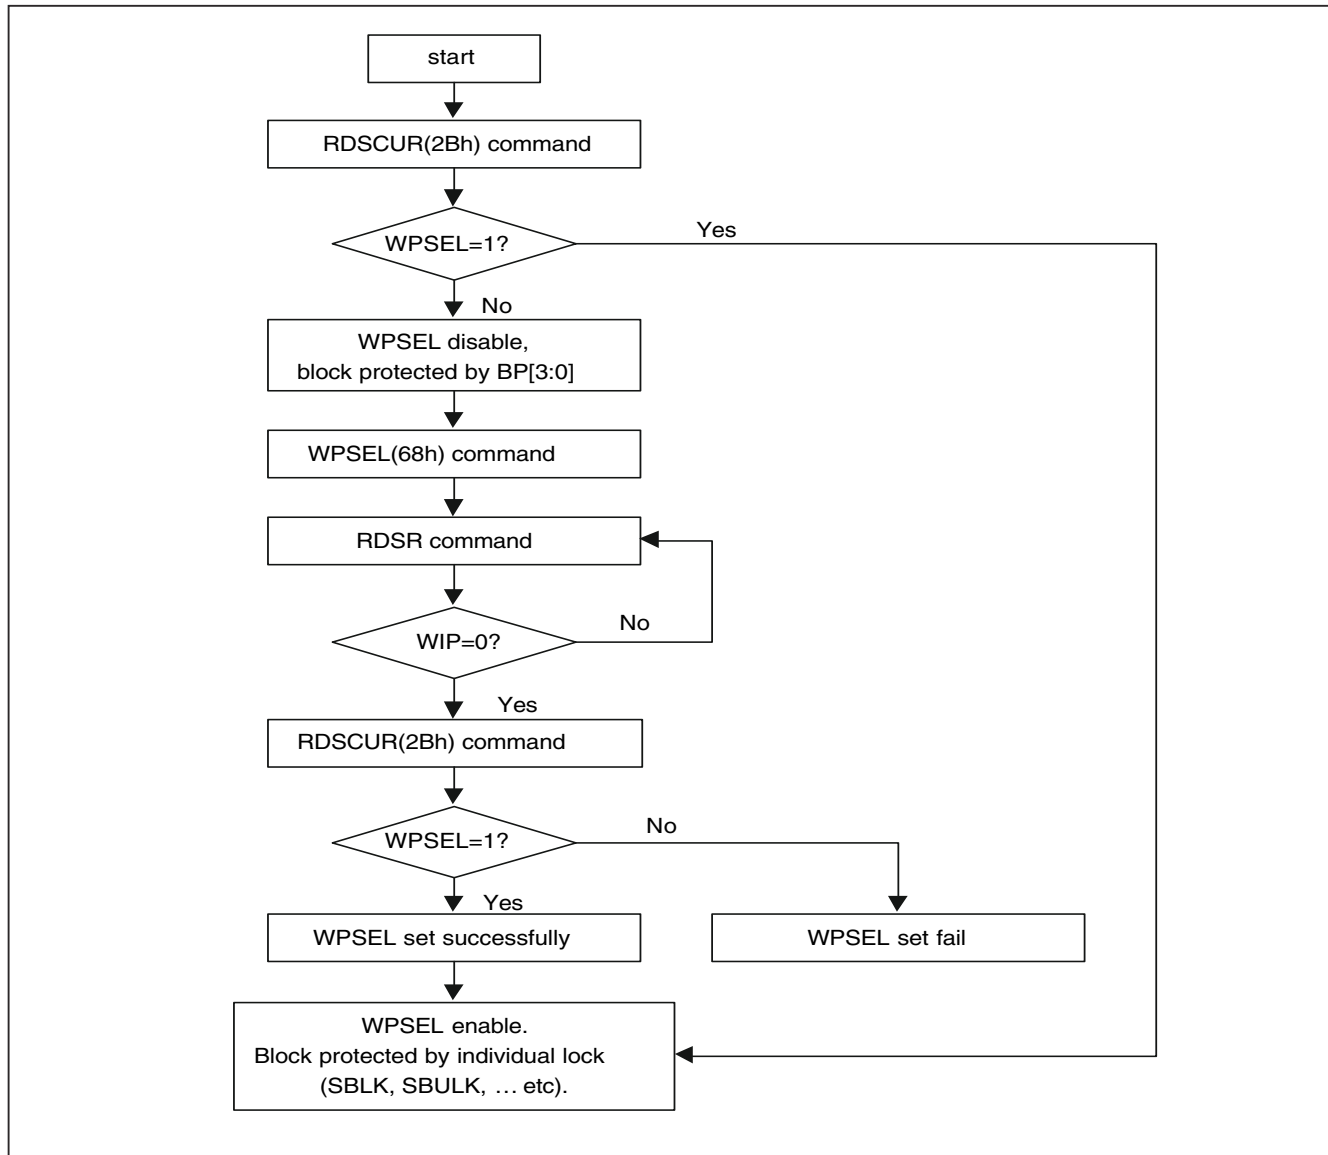 start
RDSCUR(2Bh) command
WPSEL=1?
Yes
No
WPSEL disable,
block protected by BP[3:0]
WPSEL(68h) command
RDSR command
WIP=0?
No
Yes
RDSCUR(2Bh) command
WPSEL=1?
No
Yes
WPSEL set successfully
WPSEL set fail
WPSEL enable.
Block protected by individual lock
(SBLK, SBULK, … etc).